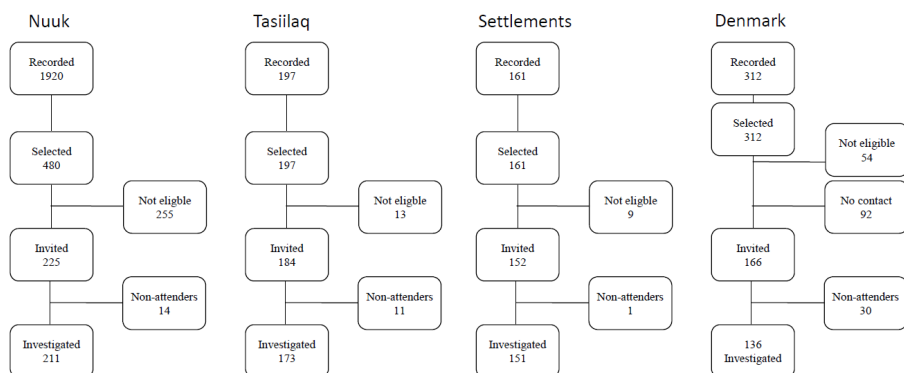 Nuuk
Recorded
1920
Selected
480
Not eligble
255
Invited
225
Non-attenders
14
Investigated
211
Tasiilaq
Recorded
197
Selected
197
Not eligble
13
Invited
184
Non-attenders
11
Investigated
173
Settlements
Recorded
161
Selected
161
Not eligble
9
Invited
152
Non-attenders
1
Investigated
151
Denmark
Recorded
312
Selected
312
Not eligible
54
No contact
92
Invited
166
Non-attenders
30
136
Investigated